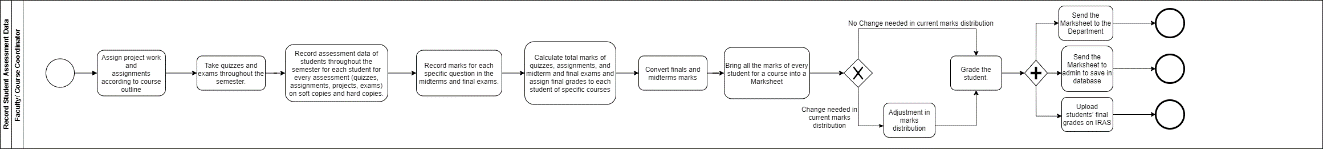 Record Student Assessment Data
Faculty/ Course Coordinator
Assign project work
and
assignments
according to course
outline
Take quizzes and
exams throughout the
semester.
Record assessment data of
students throughout the
semester for each student for
every assessment (quizzes,
assignments, projects, exams)
on soft copies and hard copies.
Record marks for each
specific question in the
midterms and final exams.
Calculate total marks of
quizzes, assignments, and
midterm and final exams and
assign final grades to each
student of specific courses
Convert finals and
midterms marks
Bring all the marks of every
student for a course into a
Marksheet
No Change needed in current marks distribution
Change needed in
current marks
distribution
Adjustment in
marks
distribution
Grade the
student.
Send the
Marksheet to the
Department
Send the
Marksheet to
admin to save in
database
Upload
students' final
grades on IRAS